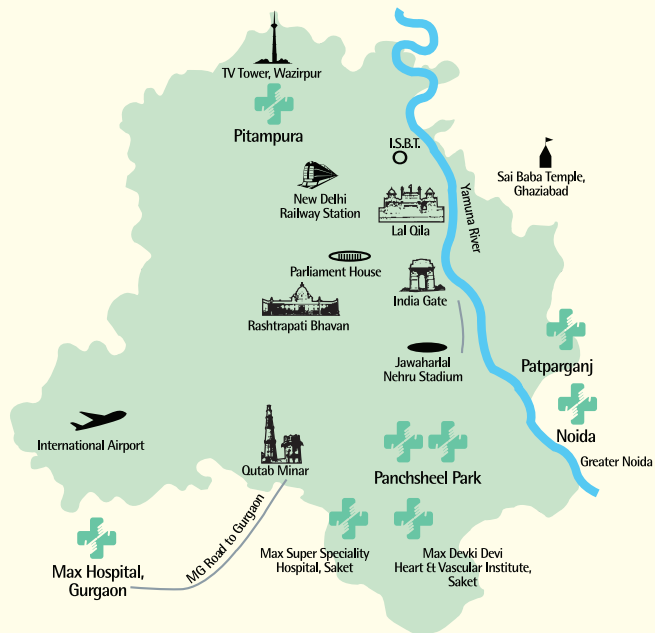 TV Tower, Wazirpur
Pitampura
I.S.B.T.
Sai Baba Temple,
Ghaziabad
New Delhi
Railway Station
Lal Qila
Yamuna River
Parliament House
India Gate
Rashtrapati Bhavan
Jawaharlal
Nehru Stadium
Patparganj
International Airport
Noida
Qutab Minar
Panchsheel Park
Greater Noida
MG Road to Gurgaon
Max Hospital,
Gurgaon
Max Super Speciality
Hospital, Saket
Max Devki Devi
Heart & Vascular Institute,
Saket